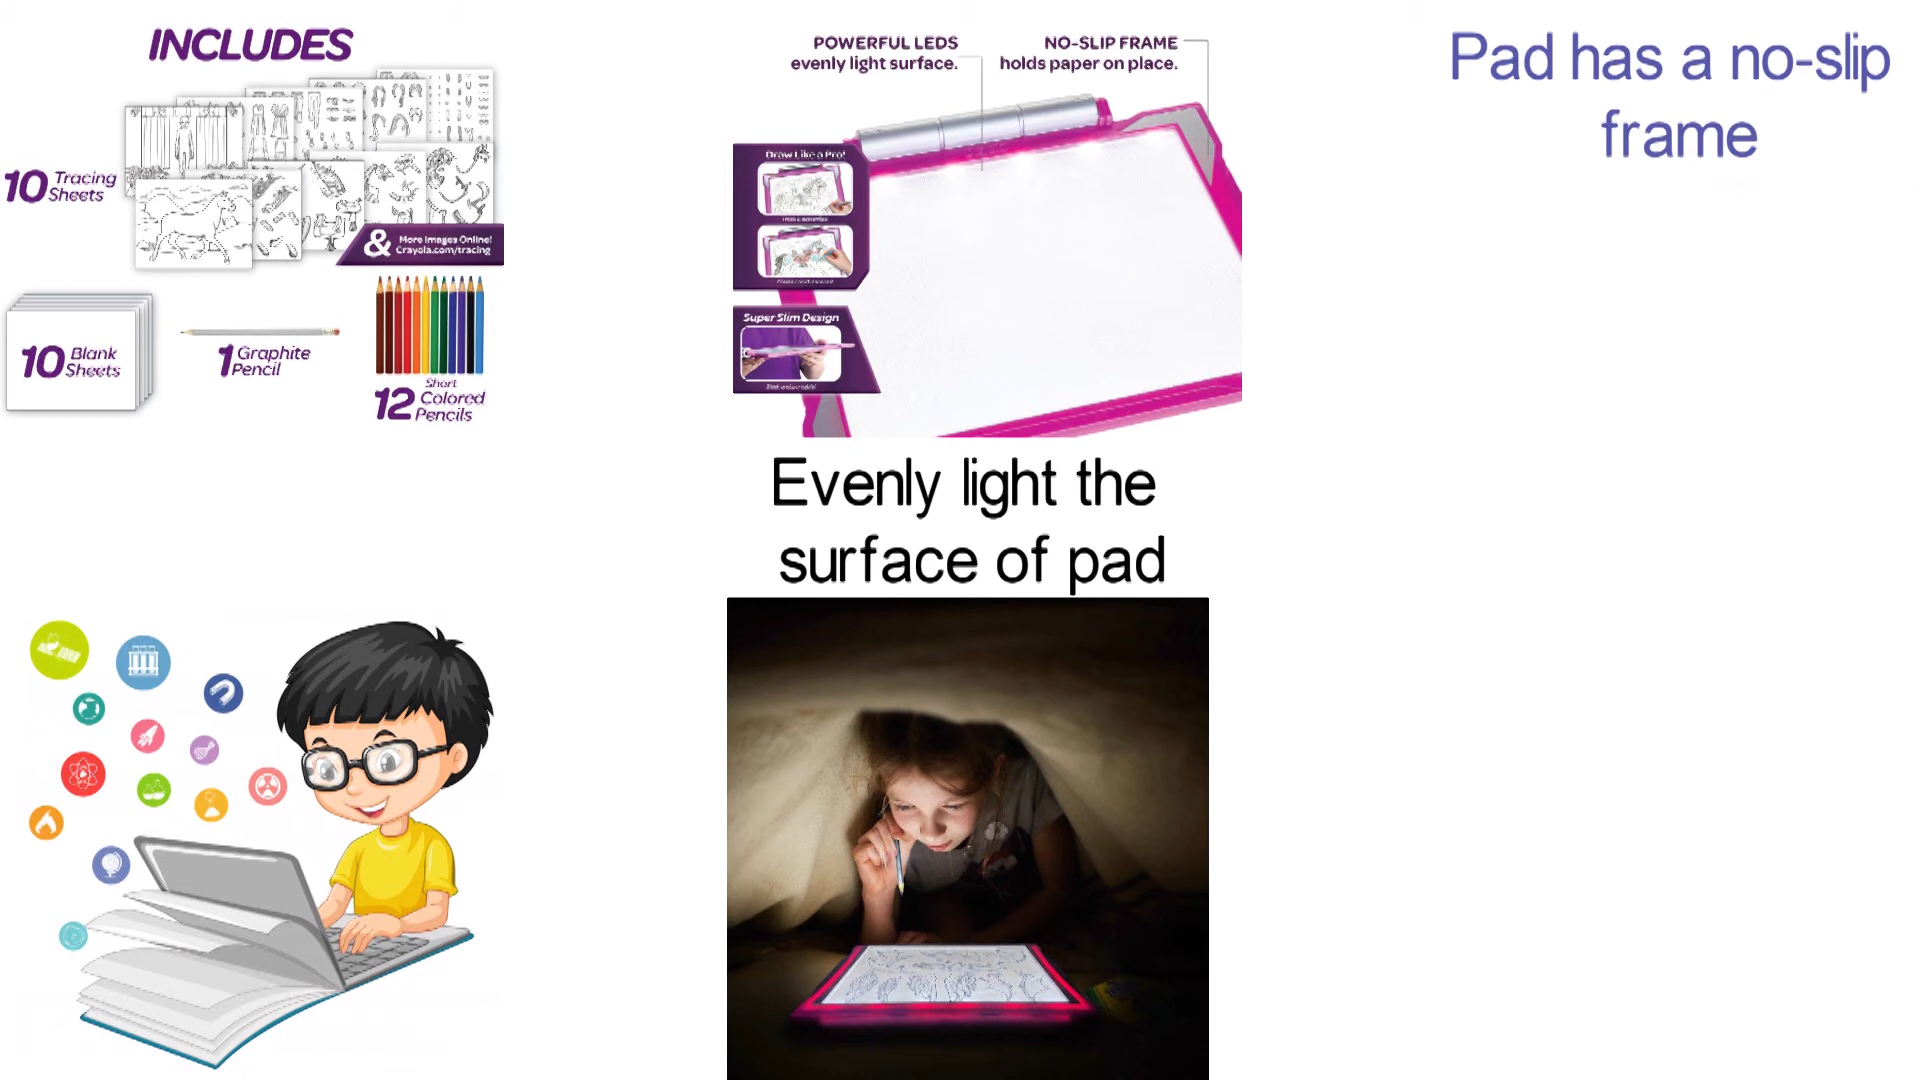 INCLUDES
10 Tracing
Sheets
& More Images Online!
Crayola.com/tracing
10 Blank
Sheets
1 Graphite
Pencil
12 Short
Colored
Pencils
POWERFUL LEDS
evenly light surface.
NO-SLIP FRAME
holds paper on place.
Draw Like a Pro!
Super Slim Design
Evenly light the
surface of pad
Pad has a no-slip
frame